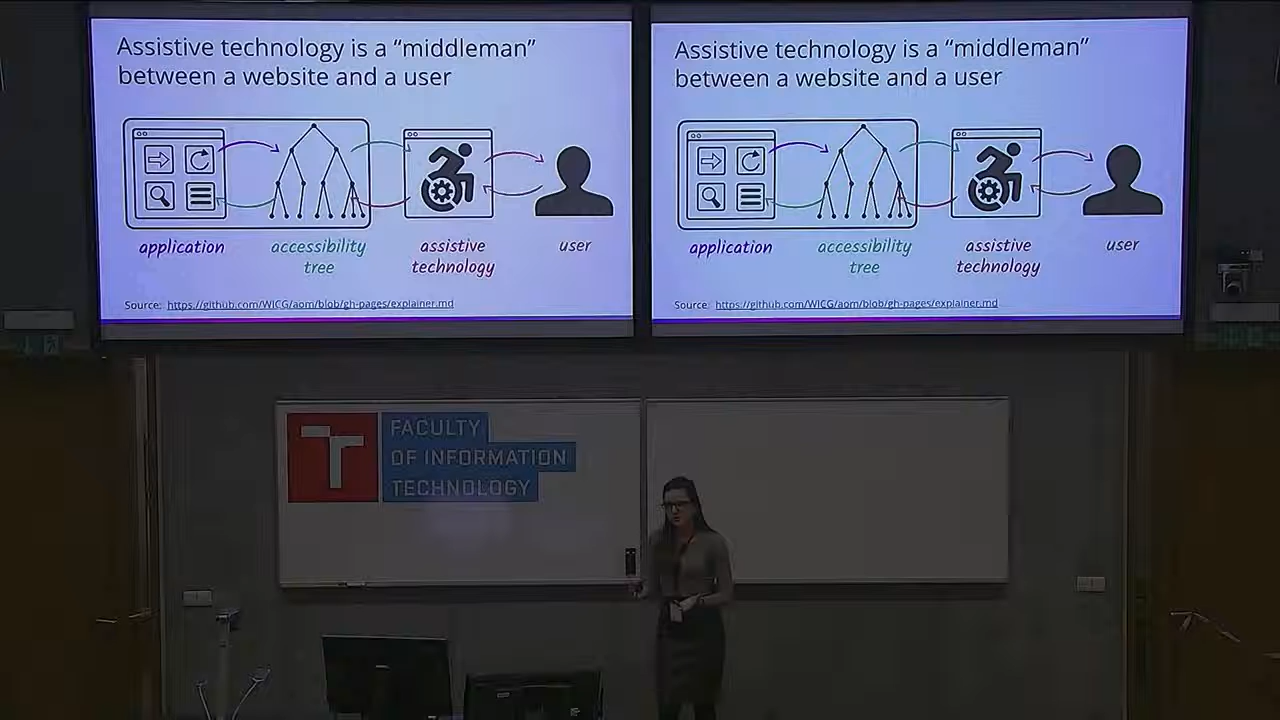 Assistive technology is a “middleman”
between a website and a user
application
accessibility
tree
assistive
technology
user
Source: https://github.com/WICG/aom/blob/gh-pages/explainer.md
Assistive technology is a “middleman”
between a website and a user
application
accessibility
tree
assistive
technology
user
Source: https://github.com/WICG/aom/blob/gh-pages/explainer.md
FACULTY
OF INFORMATION
TECHNOLOGY